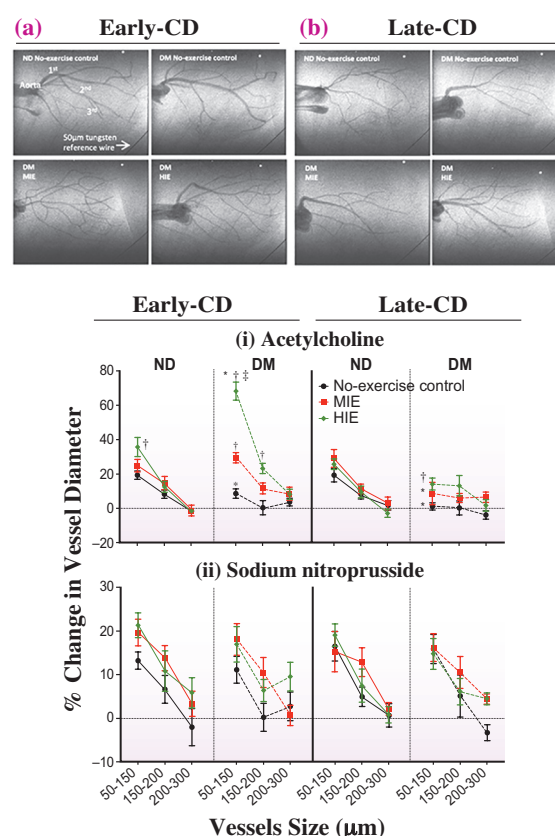 (a) Early-CD (b) Late-CD
ND No-exercise control
1st
Aorta
2nd
3rd
50µm tungsten
reference wire
DM No-exercise control
ND No-exercise control
DM No-exercise control
DM
MIE
DM
HIE
DM
MIE
DM
HIE
Early-CD Late-CD
(i) Acetylcholine
ND DM ND DM
No-exercise control
MIE
HIE
80
60
40
20
0
–20
† * † ‡ † † * † * *
(ii) Sodium nitroprusside
30
20
10
0
–10
% Change in Vessel Diameter
50-150 150-200 200-300 50-150 150-200 200-300 50-150 150-200 200-300 50-150 150-200 200-300
Vessels Size (µm)